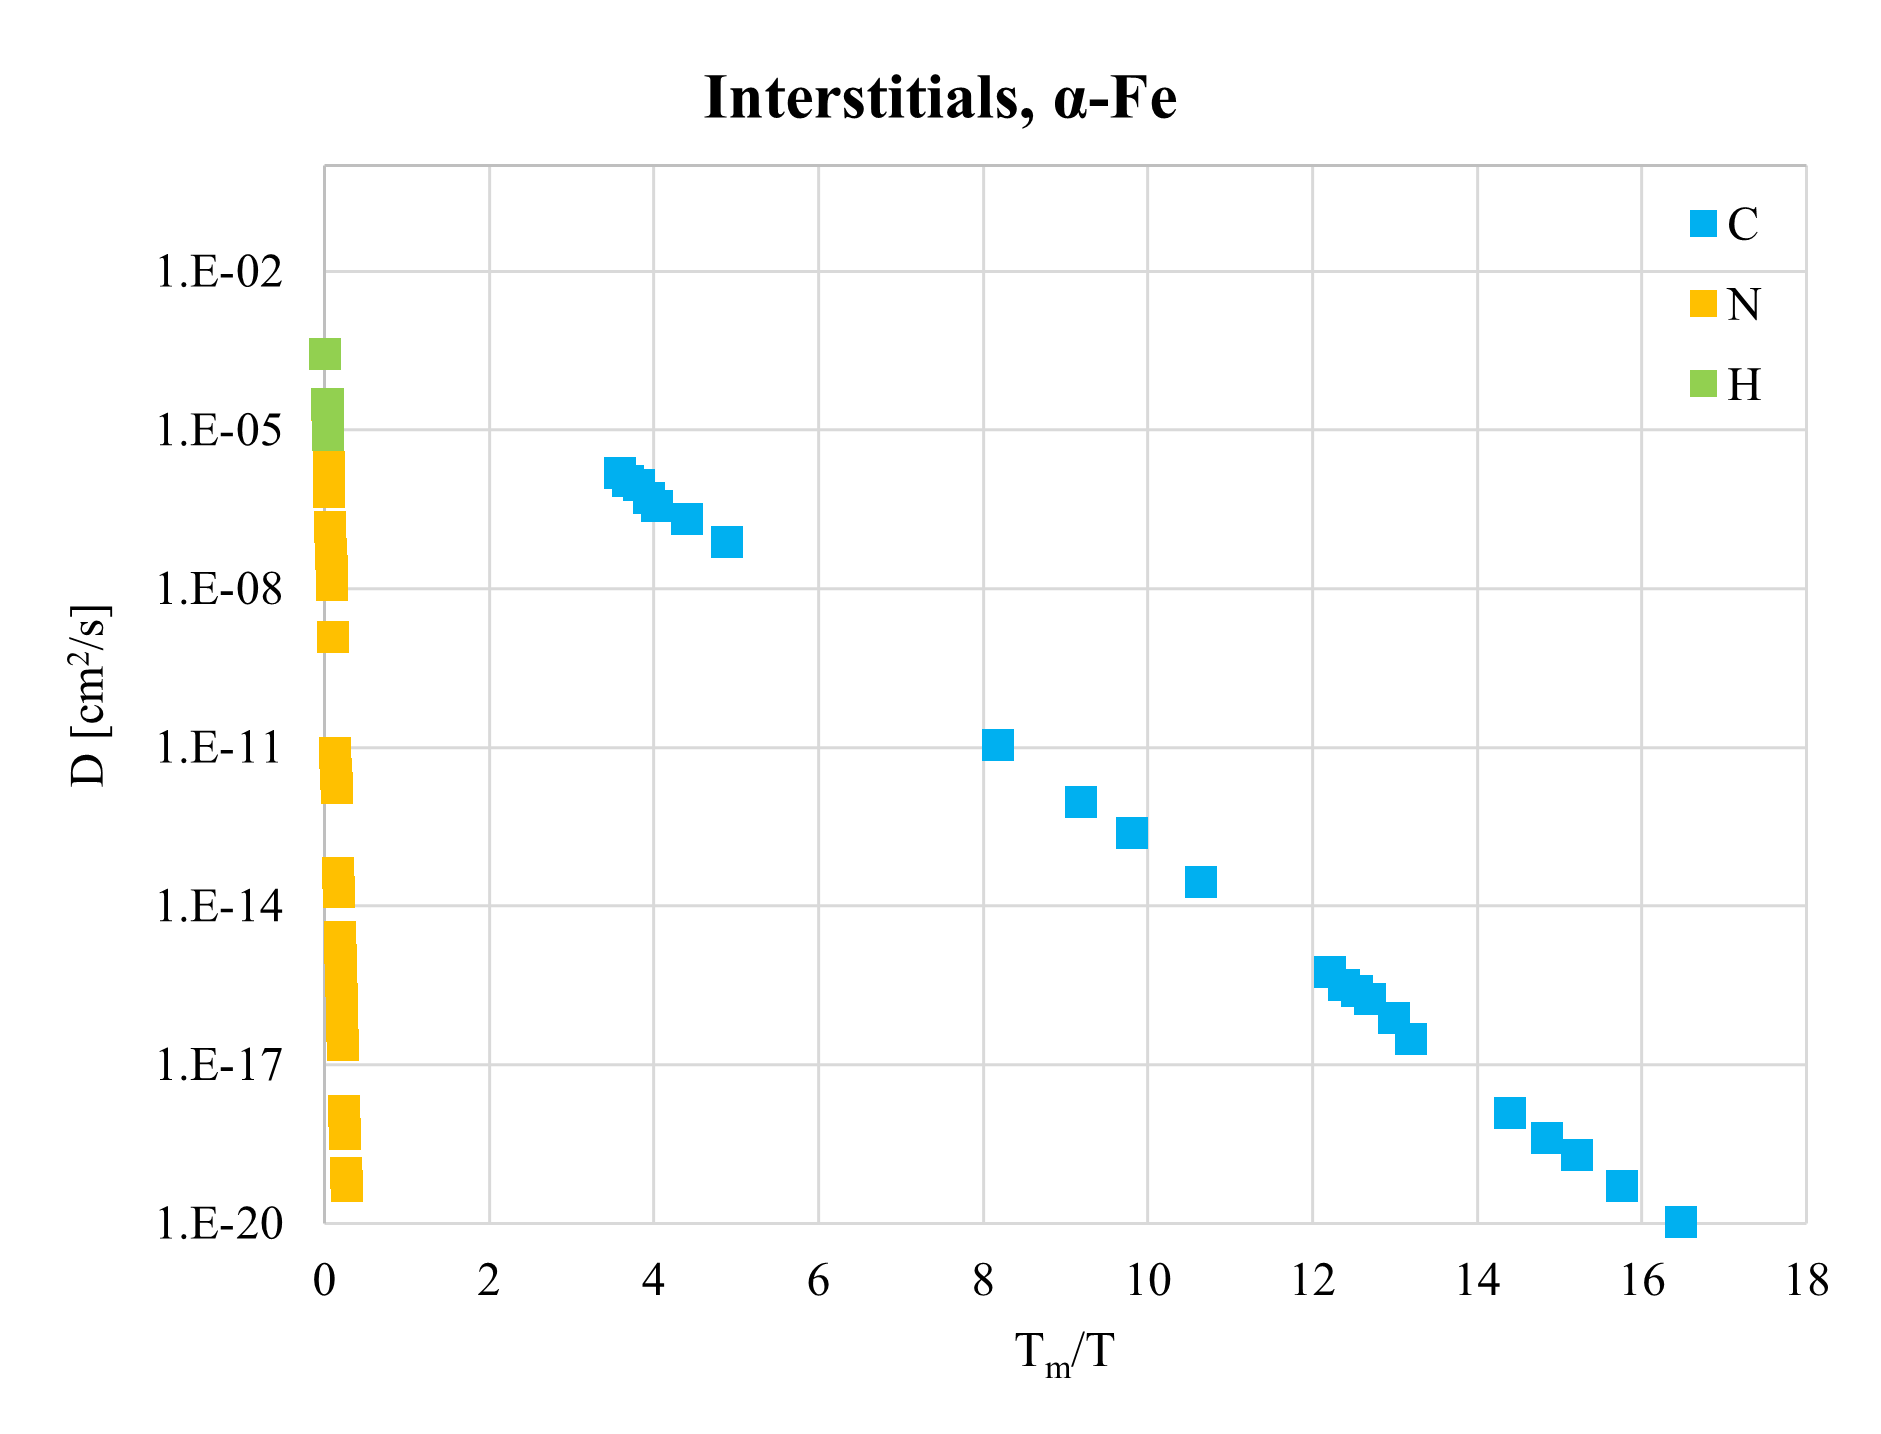 Interstitials, α-Fe
C
N
H
1.E-02
1.E-05
1.E-08
1.E-11
1.E-14
1.E-17
1.E-20
D [cm²/s]
0 2 4 6 8 10 12 14 16 18
Tₘ/T